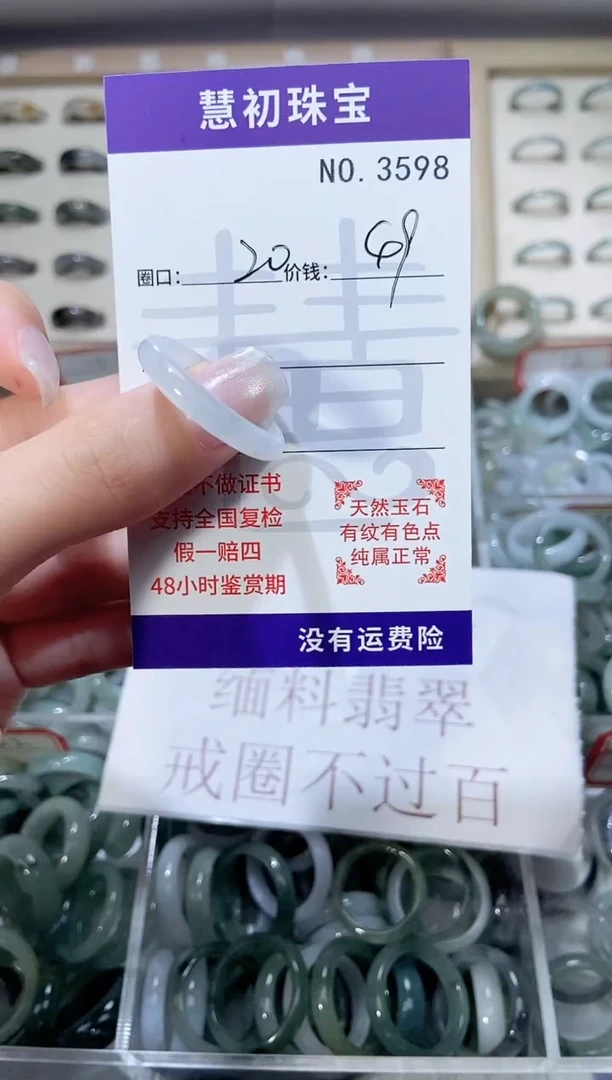 慧初珠宝
NO. 3598
圈口: 20 价钱: 69
不做证书
支持全国复检
假一赔四
48小时鉴赏期
天然玉石
有纹有色点
纯属正常
没有运费险
缅料翡翠
戒圈不过百